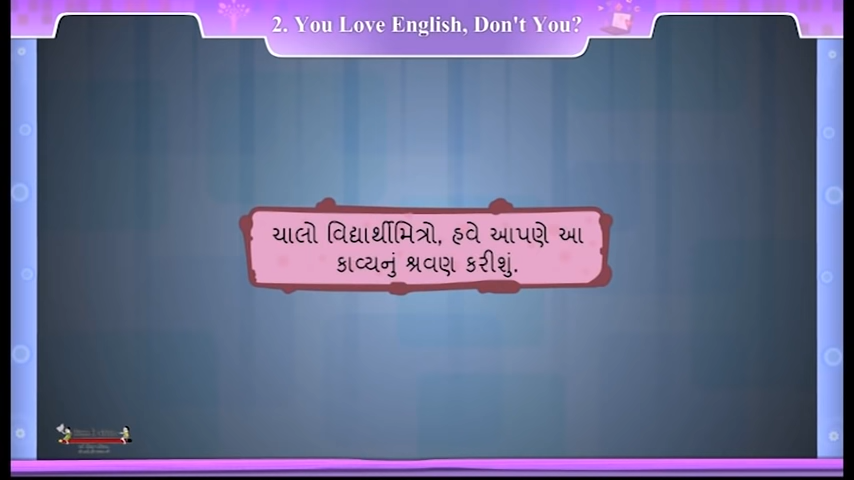 2. You Love English, Don't You?
ચાલો વિદ્યાર્થીમિત્રો, હવે આપણે આ
કાવ્યનું શ્રવણ કરીશું.